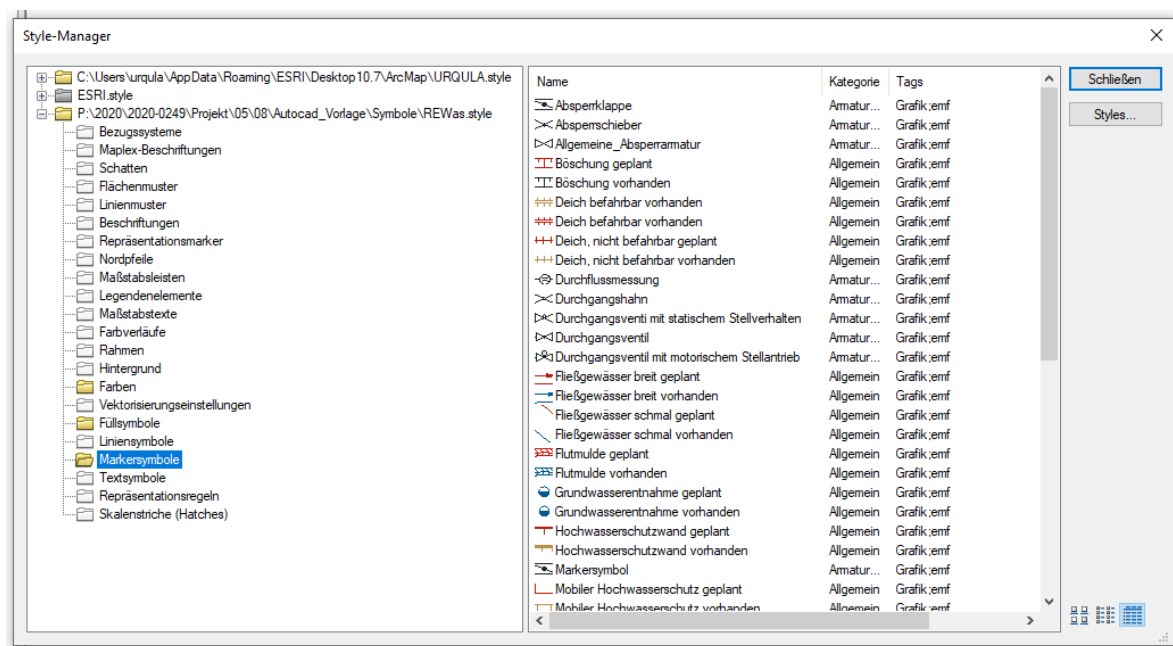 Style-Manager
C:\Users\urqula\AppData\Roaming\ESRI\Desktop10.7\ArcMap\URQULA.style
ESRI.style
P:\2020\2020-0249\Projekt\05\08\Autocad_Vorlage\Symbole\REWas.style
Bezugssysteme
Maplex-Beschriftungen
Schatten
Flächenmuster
Linienmuster
Beschriftungen
Repräsentationsmarker
Nordpfeile
Maßstabsleisten
Legendenelemente
Maßstabstexte
Farbverläufe
Rahmen
Hintergrund
Farben
Vektorisierungseinstellungen
Füllsymbole
Liniensymbole
Markersymbole
Textsymbole
Repräsentationsregeln
Skalenstriche (Hatches)
Name Kategorie Tags
Absperrklappe Armatur... Grafik;emf
Absperrschieber Armatur... Grafik;emf
Allgemeine_Absperrarmatur Armatur... Grafik;emf
Böschung geplant Allgemein Grafik;emf
Böschung vorhanden Allgemein Grafik;emf
Deich befahrbar vorhanden Allgemein Grafik;emf
Deich befahrbar vorhanden Allgemein Grafik;emf
Deich, nicht befahrbar geplant Allgemein Grafik;emf
Deich, nicht befahrbar vorhanden Allgemein Grafik;emf
Durchflussmessung Armatur... Grafik;emf
Durchgangshahn Armatur... Grafik;emf
Durchgangsventi mit statischem Stellverhalten Armatur... Grafik;emf
Durchgangsventil Armatur... Grafik;emf
Durchgangsventil mit motorischem Stellantrieb Armatur... Grafik;emf
Fließgewässer breit geplant Allgemein Grafik;emf
Fließgewässer breit vorhanden Allgemein Grafik;emf
Fließgewässer schmal geplant Allgemein Grafik;emf
Fließgewässer schmal vorhanden Allgemein Grafik;emf
Flutmulde geplant Allgemein Grafik;emf
Flutmulde vorhanden Allgemein Grafik;emf
Grundwasserentnahme geplant Allgemein Grafik;emf
Grundwasserentnahme vorhanden Allgemein Grafik;emf
Hochwasserschutzwand geplant Allgemein Grafik;emf
Hochwasserschutzwand vorhanden Allgemein Grafik;emf
Markersymbol Armatur... Grafik;emf
Mobiler Hochwasserschutz geplant Allgemein Grafik;emf
Mobiler Hochwasserschutz vorhanden Allgemein Grafik;emf
Schließen
Styles...